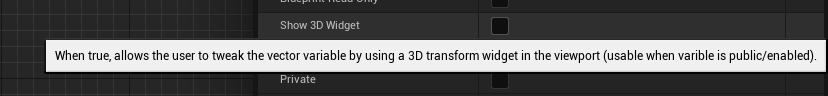 Blueprint Read Only
Show 3D Widget
When true, allows the user to tweak the vector variable by using a 3D transform widget in the viewport (usable when varible is public/enabled).
Private